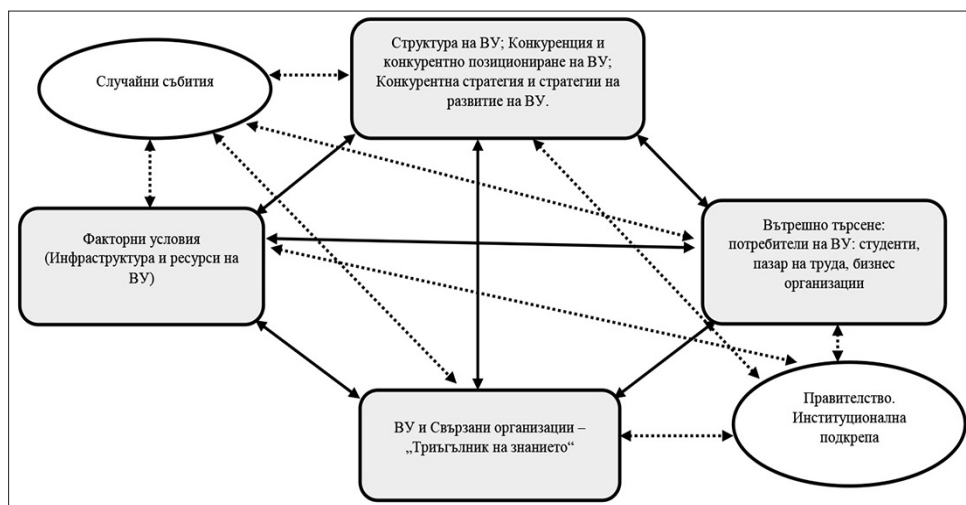 Структура на ВУ; Конкуренция и
конкурентно позициониране на ВУ;
Конкурентна стратегия и стратегии на
развитие на ВУ.
Случайни събития
Факторни условия
(Инфраструктура и ресурси на
ВУ)
Вътрешно търсене:
потребители на ВУ: студенти,
пазар на труда, бизнес
организации
ВУ и Свързани организации –
„Триъгълник на знанието“
Правителство.
Институционална
подкрепа